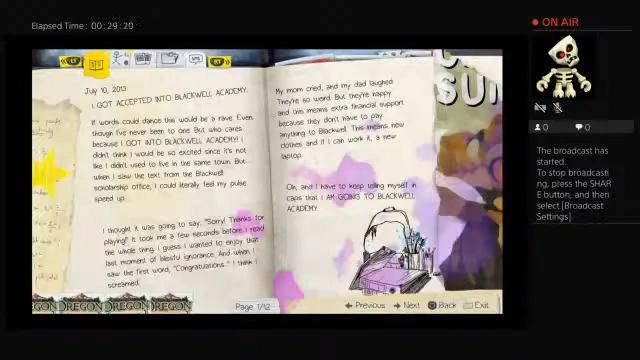 Elapsed Time : 00:29:20
ON AIR
LT
SMS
RT
July 10, 2013
I GOT ACCEPTED INTO BLACKWELL ACADEMY.
If words could dance this would be a rave. Even
though I've never been to one. But who cares
because I GOT INTO BLACKWELL ACADEMY! I
didn't think I would be so excited since it's not
like I didn't used to live in the same town. But
when I saw the text from the Blackwell
scholarship office, I could literally feel my pulse
speed up.
I thought it was going to say, "Sorry! Thanks for
playing!" It took me a few seconds before I read
the whole thing. I guess I wanted to enjoy that
last moment of blissful ignorance. And when I
saw the first word, "Congratulations," I think I
screamed.
My mom cried, and my dad laughed.
They're so weird. But they're happy
and this means extra financial support
because they don't have to pay
anything to Blackwell. This means new
clothes and if I can work it, a new
laptop.
Oh, and I have to keep telling myself in
caps that I AM GOING TO BLACKWELL
ACADEMY.
OREGON OREGON OREGON
Page 1/12
Previous
Next
Back
Exit
0
0
The broadcast has
started.
To stop broadcasti
ng, press the SHAR
E button, and then
select [Broadcast
Settings]